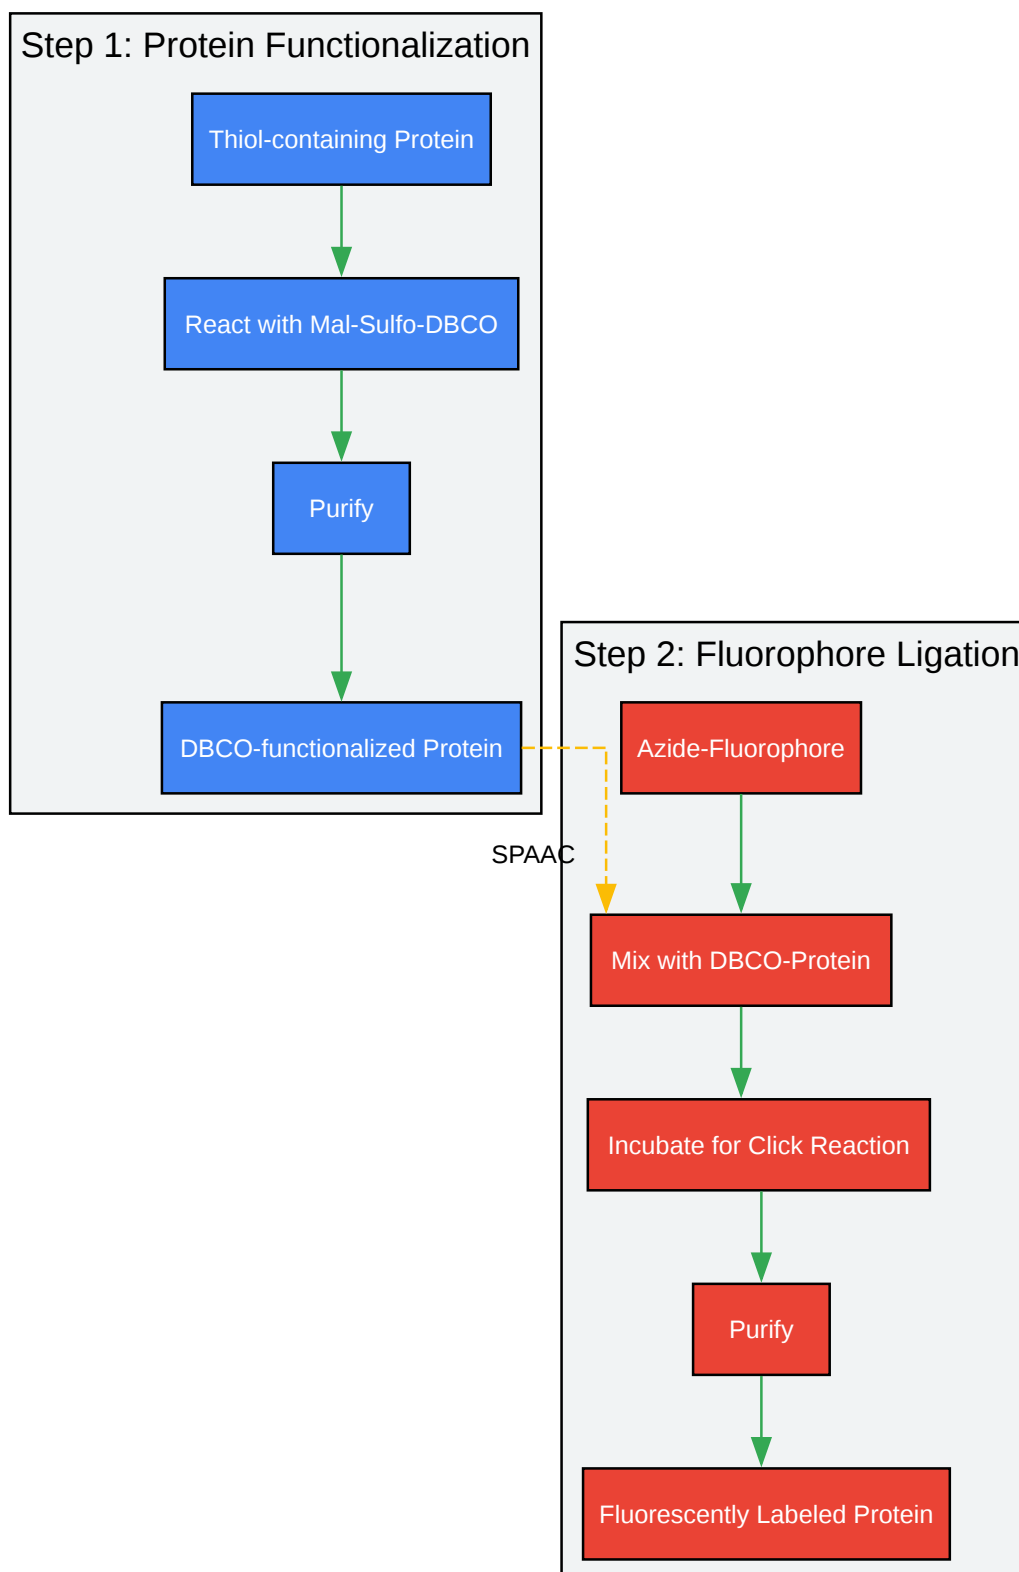 Step 1: Protein Functionalization
Thiol-containing Protein
React with Mal-Sulfo-DBCO
Purify
DBCO-functionalized Protein
SPAAC
Step 2: Fluorophore Ligation
Azide-Fluorophore
Mix with DBCO-Protein
Incubate for Click Reaction
Purify
Fluorescently Labeled Protein